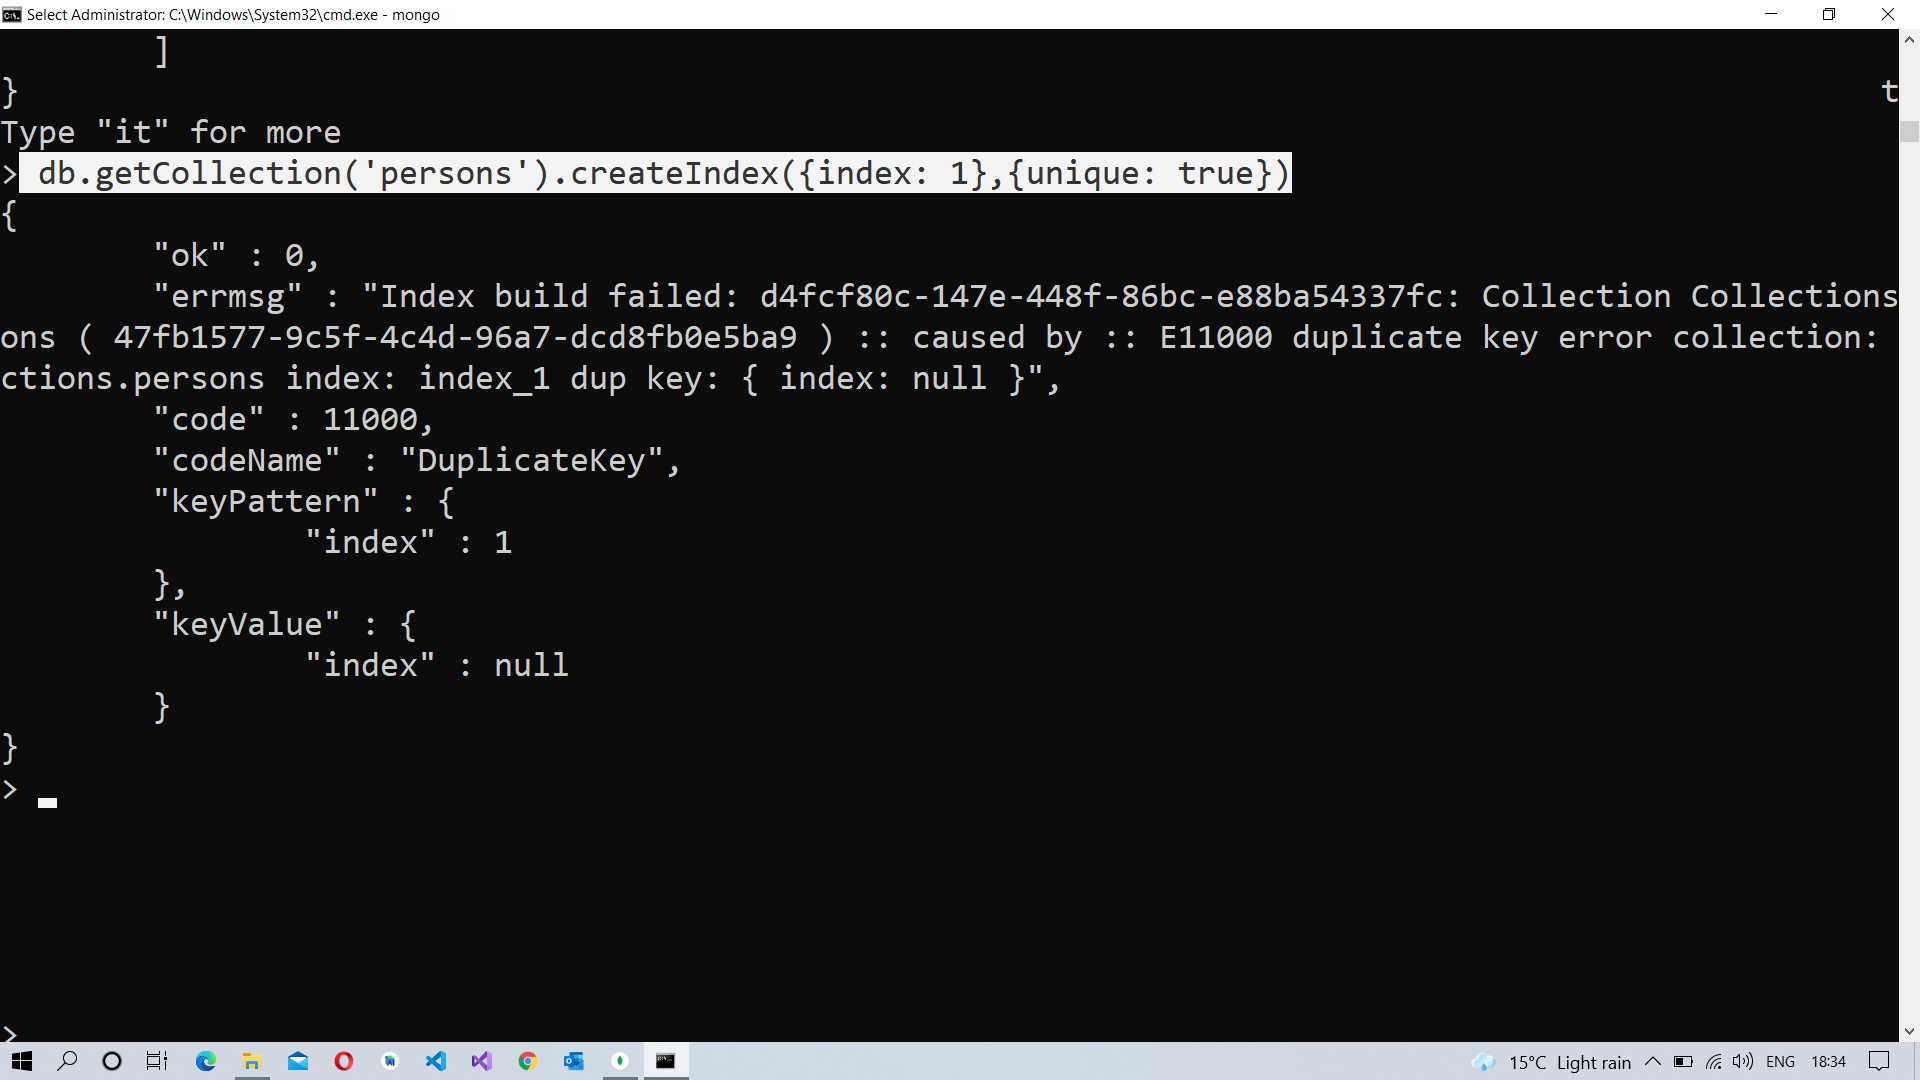 Select Administrator: C:\Windows\System32\cmd.exe - mongo
]
}
t
Type "it" for more
> db.getCollection('persons').createIndex({index: 1},{unique: true})
{
"ok" : 0,
"errmsg" : "Index build failed: d4fcf80c-147e-448f-86bc-e88ba54337fc: Collection Collections
ons ( 47fb1577-9c5f-4c4d-96a7-dcd8fb0e5ba9 ) :: caused by :: E11000 duplicate key error collection:
ctions.persons index: index_1 dup key: { index: null }",
"code" : 11000,
"codeName" : "DuplicateKey",
"keyPattern" : {
"index" : 1
},
"keyValue" : {
"index" : null
}
}
>
>
15°C Light rain ENG 18:34